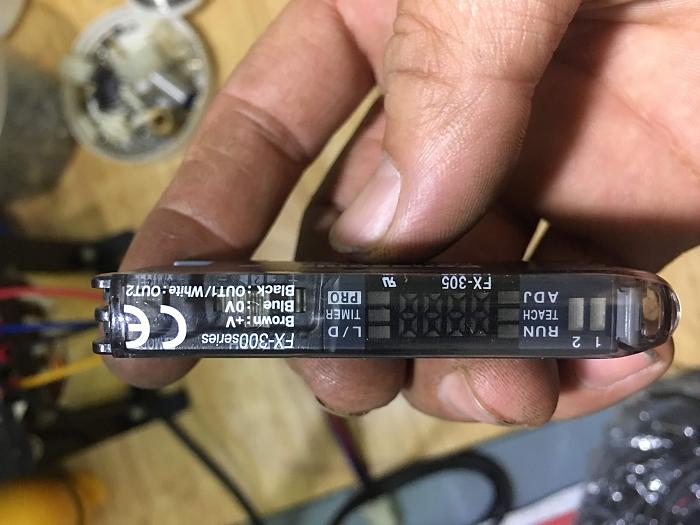 FX-300series
Brown:+V
Blue:0V
Black:OUT1/White:OUT2
CE
L/D
TIMER
PRO
FX-305
RUN
TEACH
ADJ
1
2